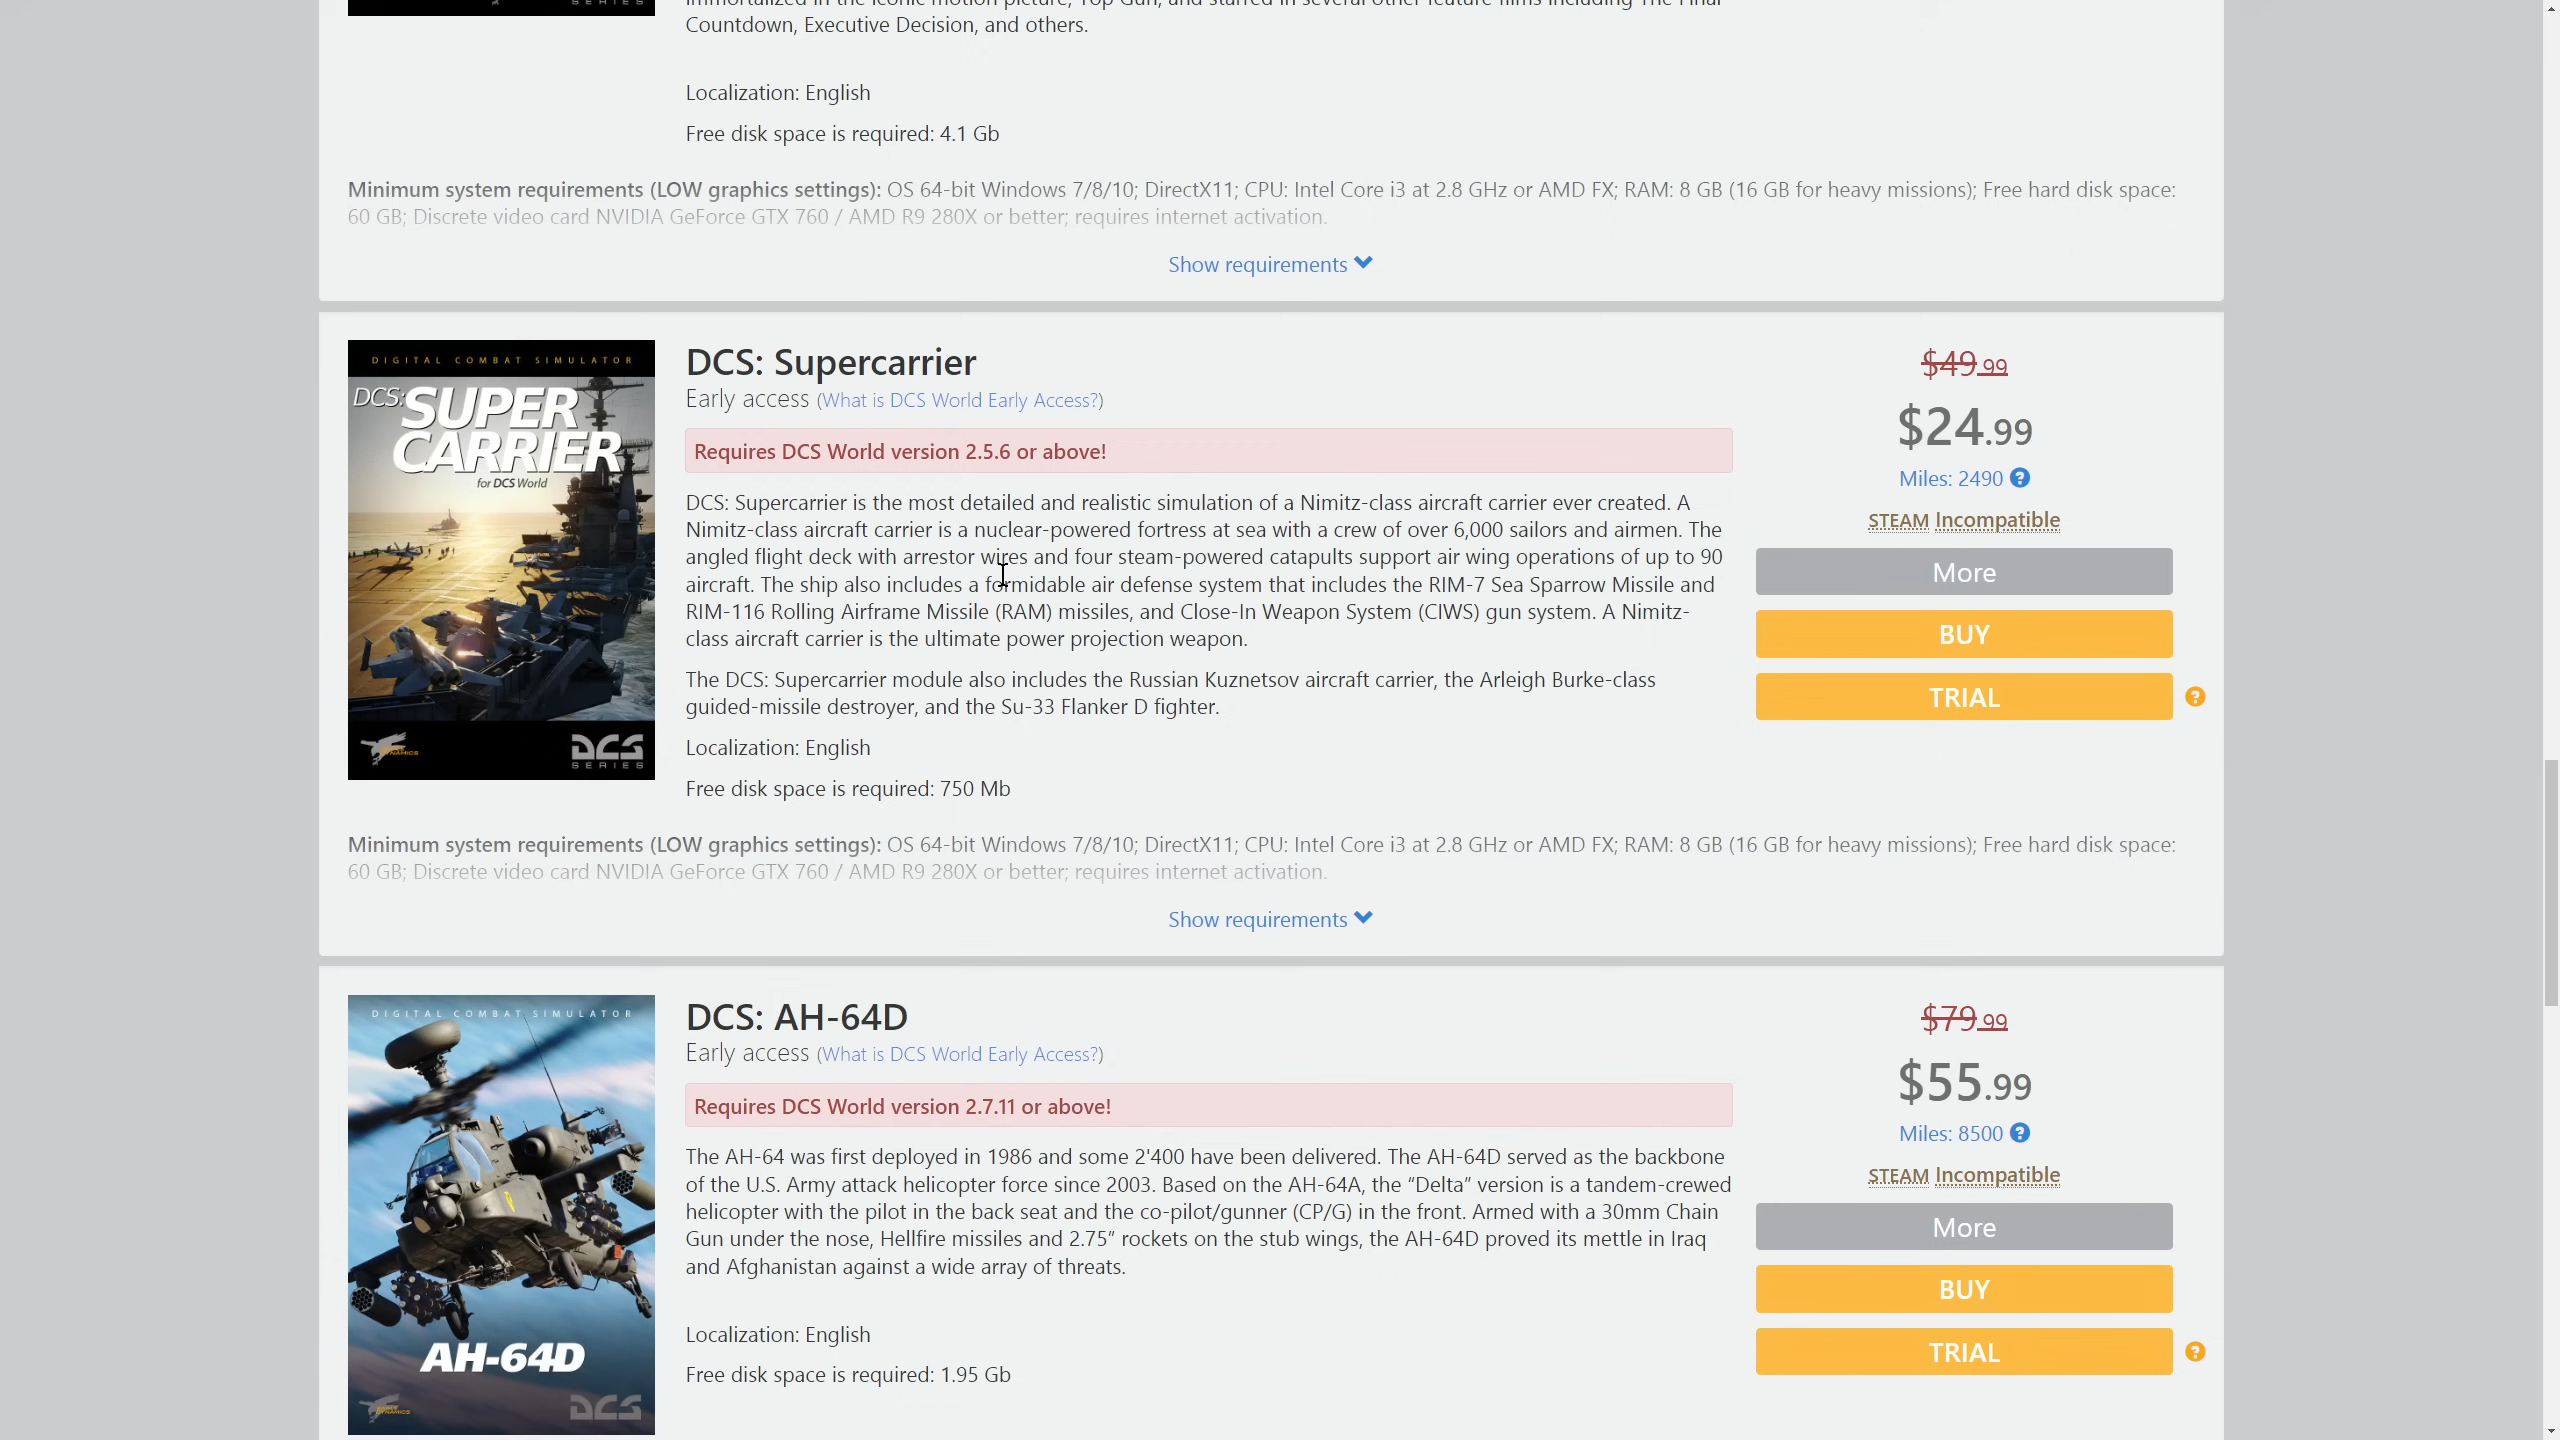 Countdown, Executive Decision, and others.
Localization: English
Free disk space is required: 4.1 Gb
Minimum system requirements (LOW graphics settings): OS 64-bit Windows 7/8/10; DirectX11; CPU: Intel Core i3 at 2.8 GHz or AMD FX; RAM: 8 GB (16 GB for heavy missions); Free hard disk space:
60 GB; Discrete video card NVIDIA GeForce GTX 760 / AMD R9 280X or better; requires internet activation.
Show requirements
DIGITAL COMBAT SIMULATOR
DCS: SUPER
CARRIER
for DCS World
DCS
SERIES
DCS: Supercarrier
Early access (What is DCS World Early Access?)
Requires DCS World version 2.5.6 or above!
DCS: Supercarrier is the most detailed and realistic simulation of a Nimitz-class aircraft carrier ever created. A
Nimitz-class aircraft carrier is a nuclear-powered fortress at sea with a crew of over 6,000 sailors and airmen. The
angled flight deck with arrestor wires and four steam-powered catapults support air wing operations of up to 90
aircraft. The ship also includes a formidable air defense system that includes the RIM-7 Sea Sparrow Missile and
RIM-116 Rolling Airframe Missile (RAM) missiles, and Close-In Weapon System (CIWS) gun system. A Nimitz-
class aircraft carrier is the ultimate power projection weapon.
The DCS: Supercarrier module also includes the Russian Kuznetsov aircraft carrier, the Arleigh Burke-class
guided-missile destroyer, and the Su-33 Flanker D fighter.
Localization: English
Free disk space is required: 750 Mb
$49.99
$24.99
Miles: 2490 ?
STEAM Incompatible
More
BUY
TRIAL ?
Minimum system requirements (LOW graphics settings): OS 64-bit Windows 7/8/10; DirectX11; CPU: Intel Core i3 at 2.8 GHz or AMD FX; RAM: 8 GB (16 GB for heavy missions); Free hard disk space:
60 GB; Discrete video card NVIDIA GeForce GTX 760 / AMD R9 280X or better; requires internet activation.
Show requirements
DIGITAL COMBAT SIMULATOR
AH-64D
DCS
DCS: AH-64D
Early access (What is DCS World Early Access?)
Requires DCS World version 2.7.11 or above!
The AH-64 was first deployed in 1986 and some 2'400 have been delivered. The AH-64D served as the backbone
of the U.S. Army attack helicopter force since 2003. Based on the AH-64A, the “Delta” version is a tandem-crewed
helicopter with the pilot in the back seat and the co-pilot/gunner (CP/G) in the front. Armed with a 30mm Chain
Gun under the nose, Hellfire missiles and 2.75” rockets on the stub wings, the AH-64D proved its mettle in Iraq
and Afghanistan against a wide array of threats.
Localization: English
Free disk space is required: 1.95 Gb
$79.99
$55.99
Miles: 8500 ?
STEAM Incompatible
More
BUY
TRIAL ?